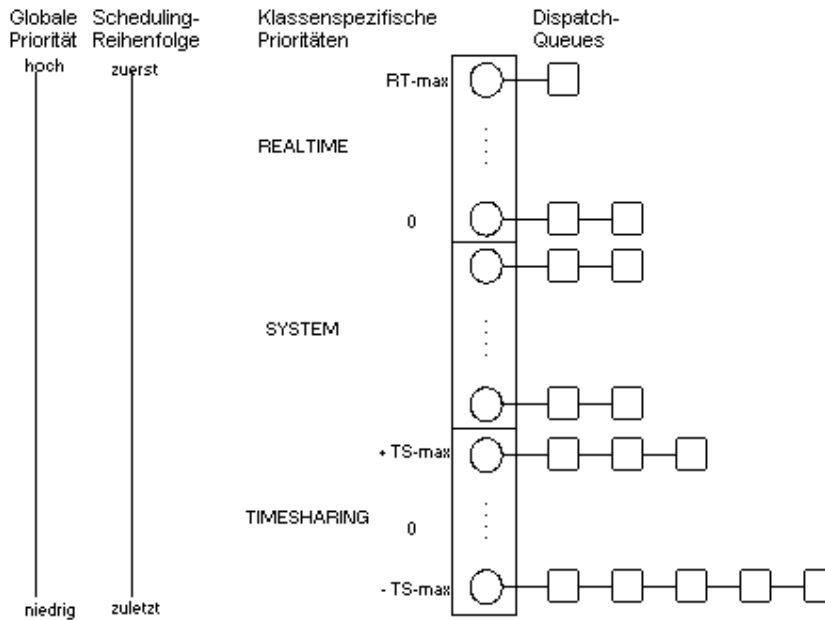 Globale
Priorität
Scheduling-
Reihenfolge
Klassenspezifische
Prioritäten
Dispatch-
Queues
hoch
zuerst
RT-max
REALTIME
0
SYSTEM
+ TS-max
TIMESHARING
0
- TS-max
niedrig
zuletzt